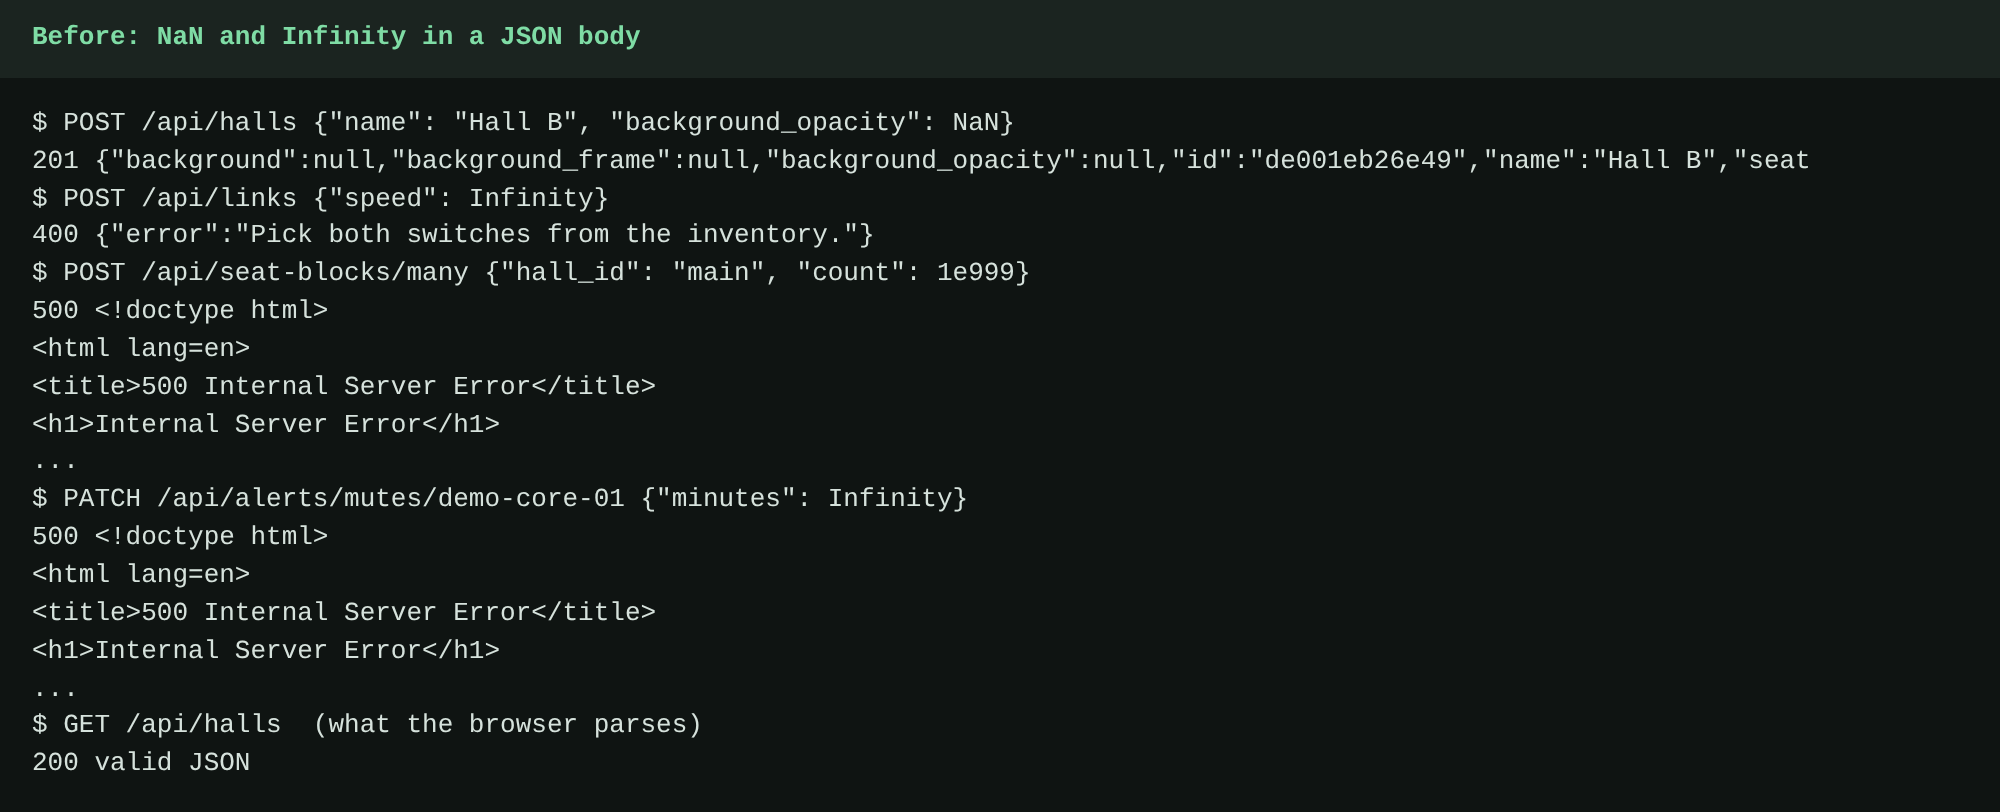 Before: NaN and Infinity in a JSON body
$ POST /api/halls {"name": "Hall B", "background_opacity": NaN}
201 {"background":null,"background_frame":null,"background_opacity":null,"id":"de001eb26e49","name":"Hall B","seat
$ POST /api/links {"speed": Infinity}
400 {"error":"Pick both switches from the inventory."}
$ POST /api/seat-blocks/many {"hall_id": "main", "count": 1e999}
500 <!doctype html>
<html lang=en>
<title>500 Internal Server Error</title>
<h1>Internal Server Error</h1>
...
$ PATCH /api/alerts/mutes/demo-core-01 {"minutes": Infinity}
500 <!doctype html>
<html lang=en>
<title>500 Internal Server Error</title>
<h1>Internal Server Error</h1>
...
$ GET /api/halls  (what the browser parses)
200 valid JSON